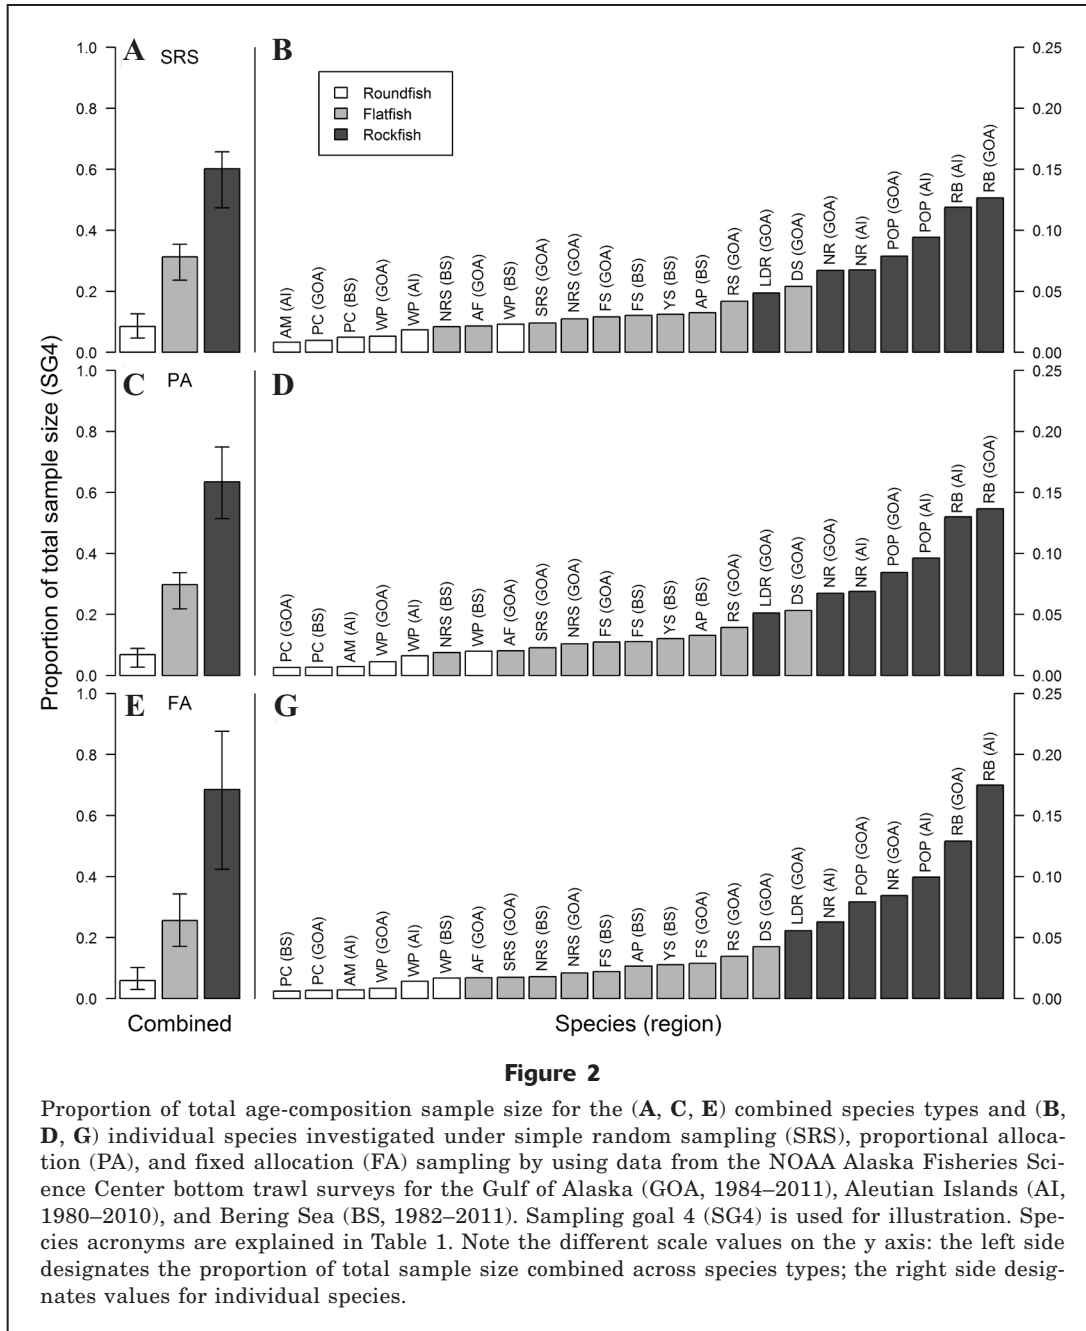 Proportion of total sample size (SG4)
A
SRS
1.0
0.8
0.6
0.4
0.2
0.0
B
Roundfish
Flatfish
Rockfish
AM (AI)
PC (GOA)
PC (BS)
WP (GOA)
WP (AI)
NRS (BS)
AF (GOA)
WP (BS)
SRS (GOA)
NRS (GOA)
FS (GOA)
FS (BS)
YS (BS)
AP (BS)
RS (GOA)
LDR (GOA)
DS (GOA)
NR (GOA)
NR (AI)
POP (GOA)
POP (AI)
RB (AI)
RB (GOA)
0.25
0.20
0.15
0.10
0.05
0.00
C
PA
1.0
0.8
0.6
0.4
0.2
0.0
D
PC (GOA)
PC (BS)
AM (AI)
WP (GOA)
WP (AI)
NRS (BS)
WP (BS)
AF (GOA)
SRS (GOA)
NRS (GOA)
FS (GOA)
FS (BS)
YS (BS)
AP (BS)
RS (GOA)
LDR (GOA)
DS (GOA)
NR (GOA)
NR (AI)
POP (GOA)
POP (AI)
RB (AI)
RB (GOA)
0.25
0.20
0.15
0.10
0.05
0.00
E
FA
1.0
0.8
0.6
0.4
0.2
0.0
G
PC (BS)
PC (GOA)
AM (AI)
WP (GOA)
WP (AI)
WP (BS)
AF (GOA)
SRS (GOA)
NRS (BS)
NRS (GOA)
FS (BS)
AP (BS)
YS (BS)
FS (GOA)
RS (GOA)
DS (GOA)
LDR (GOA)
NR (AI)
POP (GOA)
NR (GOA)
POP (AI)
RB (GOA)
RB (AI)
0.25
0.20
0.15
0.10
0.05
0.00
Combined
Species (region)
Figure 2
Proportion of total age-composition sample size for the (A, C, E) combined species types and (B,
D, G) individual species investigated under simple random sampling (SRS), proportional alloca-
tion (PA), and fixed allocation (FA) sampling by using data from the NOAA Alaska Fisheries Sci-
ence Center bottom trawl surveys for the Gulf of Alaska (GOA, 1984–2011), Aleutian Islands (AI,
1980–2010), and Bering Sea (BS, 1982–2011). Sampling goal 4 (SG4) is used for illustration. Spe-
cies acronyms are explained in Table 1. Note the different scale values on the y axis: the left side
designates the proportion of total sample size combined across species types; the right side desig-
nates values for individual species.